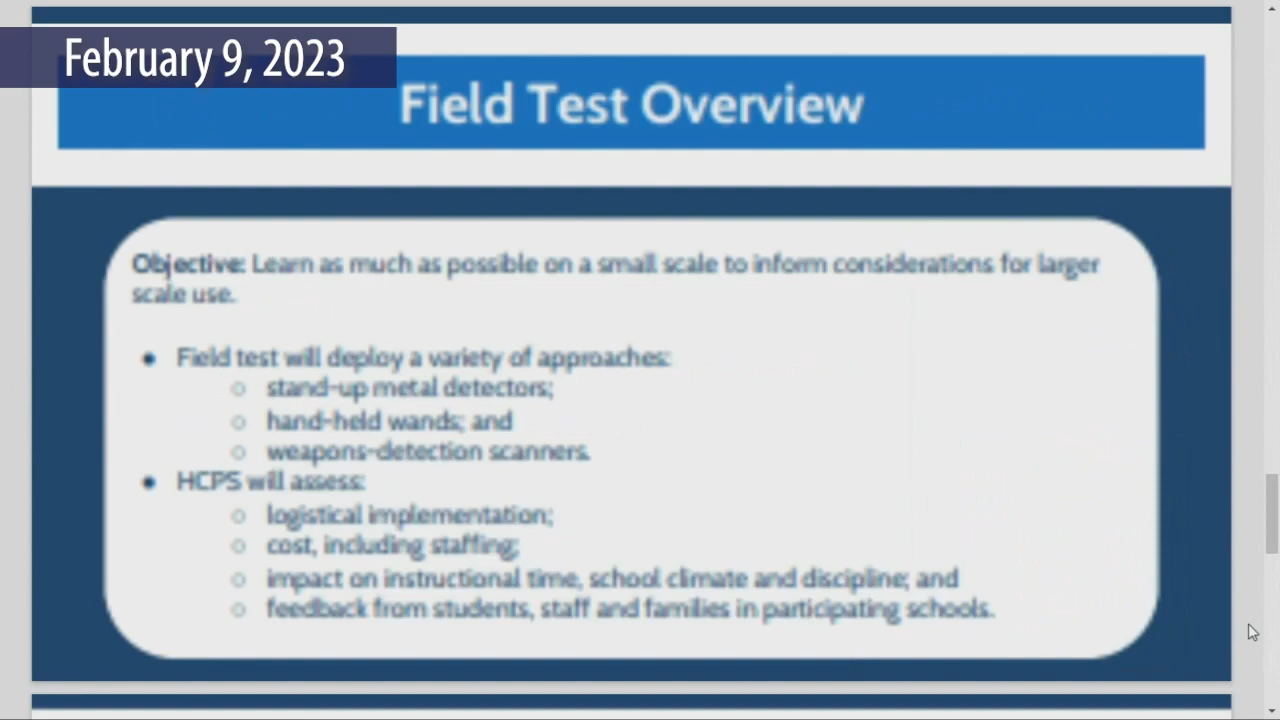 February 9, 2023
Field Test Overview
Objective: Learn as much as possible on a small scale to inform considerations for larger
scale use.
● Field test will deploy a variety of approaches:
○ stand-up metal detectors;
○ hand-held wands; and
○ weapons-detection scanners.
● HCPS will assess:
○ logistical implementation;
○ cost, including staffing;
○ impact on instructional time, school climate and discipline; and
○ feedback from students, staff and families in participating schools.